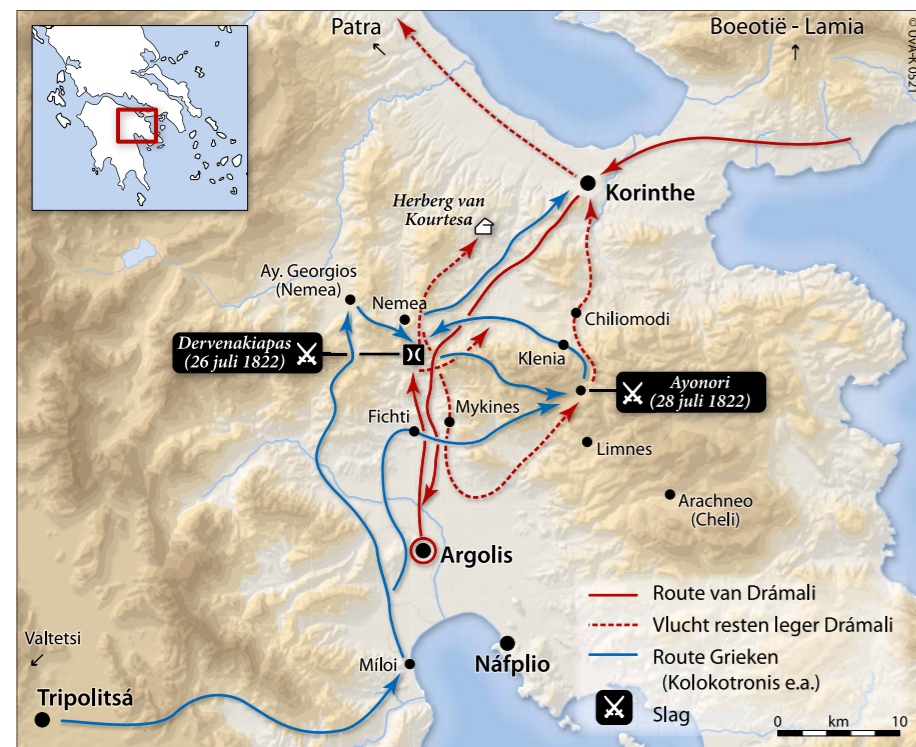 Patra
Boeotië - Lamia
© UVA-K 0521
Korinthe
Herberg van
Kourtesa
Ay. Georgios
(Nemea)
Nemea
Chiliomodi
Dervenakiapas
(26 juli 1822)
Klenia
Ayonori
(28 juli 1822)
Fichti
Mykines
Limnes
Arachneo
(Cheli)
Argolis
Route van Drámali
Vlucht resten leger Drámali
Route Grieken
(Kolokotronis e.a.)
Slag
0 km 10
Valtetsi
Míloi
Náfplio
Tripolitsá